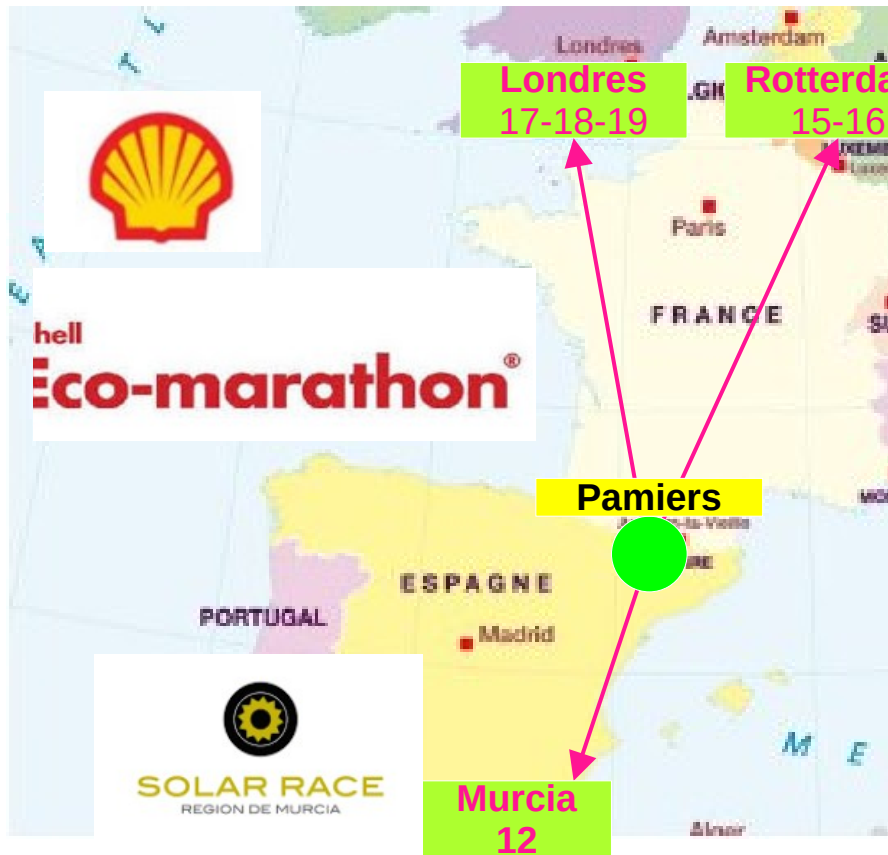 Londres
Amsterdam
Londres
17-18-19
Rotterda
15-16
Paris
FRANCE
hell
Eco-marathon®
Pamiers
ESPAGNE
PORTUGAL
Madrid
SOLAR RACE
REGION DE MURCIA
M E
Murcia
12
Alger